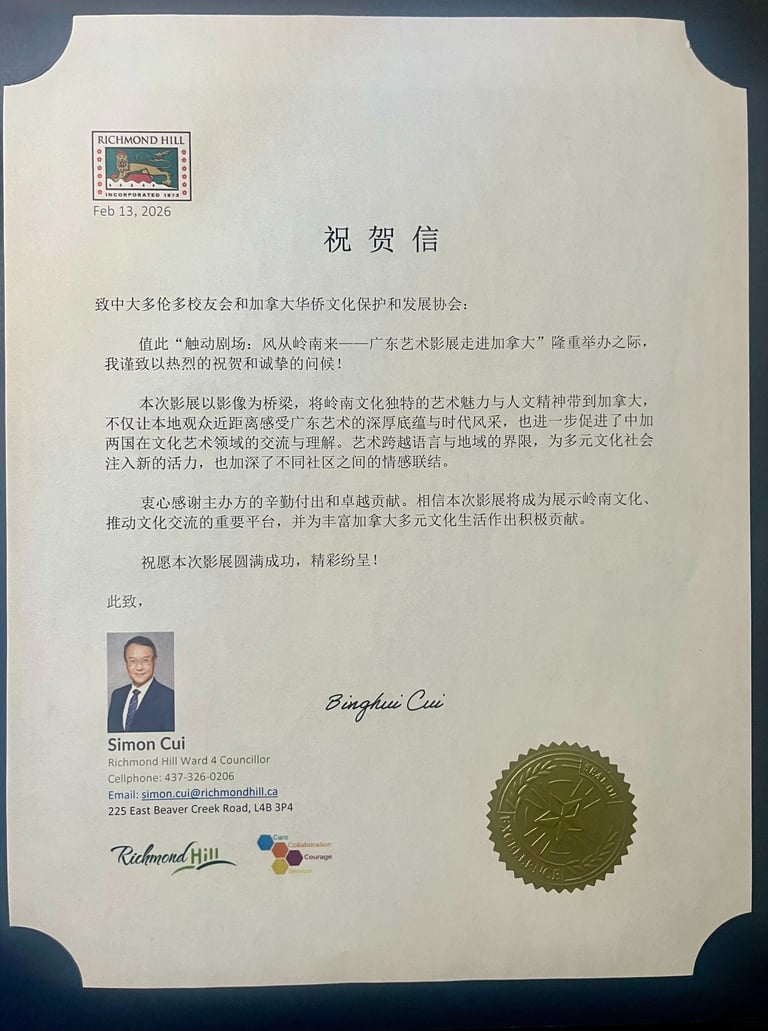 RICHMOND HILL
INCORPORATED 1873
Feb 13, 2026
祝 贺 信
致中大多伦多校友会和加拿大华侨文化保护和发展协会：
值此“触动剧场：风从岭南来——广东艺术影展走进加拿大”隆重举办之际，
我谨致以热烈的祝贺和诚挚的问候！
本次影展以影像为桥梁，将岭南文化独特的艺术魅力与人文精神带到加拿大，
不仅让本地观众近距离感受广东艺术的深厚底蕴与时代风采，也进一步促进了中加
两国在文化艺术领域的交流与理解。艺术跨越语言与地域的界限，为多元文化社会
注入新的活力，也加深了不同社区之间的情感联结。
衷心感谢主办方的辛勤付出和卓越贡献。相信本次影展将成为展示岭南文化、
推动文化交流的重要平台，并为丰富加拿大多元文化生活作出积极贡献。
祝愿本次影展圆满成功，精彩纷呈！
此致，
Binghui Cui
Simon Cui
Richmond Hill Ward 4 Councillor
Cellphone: 437-326-0206
Email: simon.cui@richmondhill.ca
225 East Beaver Creek Road, L4B 3P4
Richmond Hill
Care
Collaboration
Courage
Service
SEAL OF
EXCELLENCE